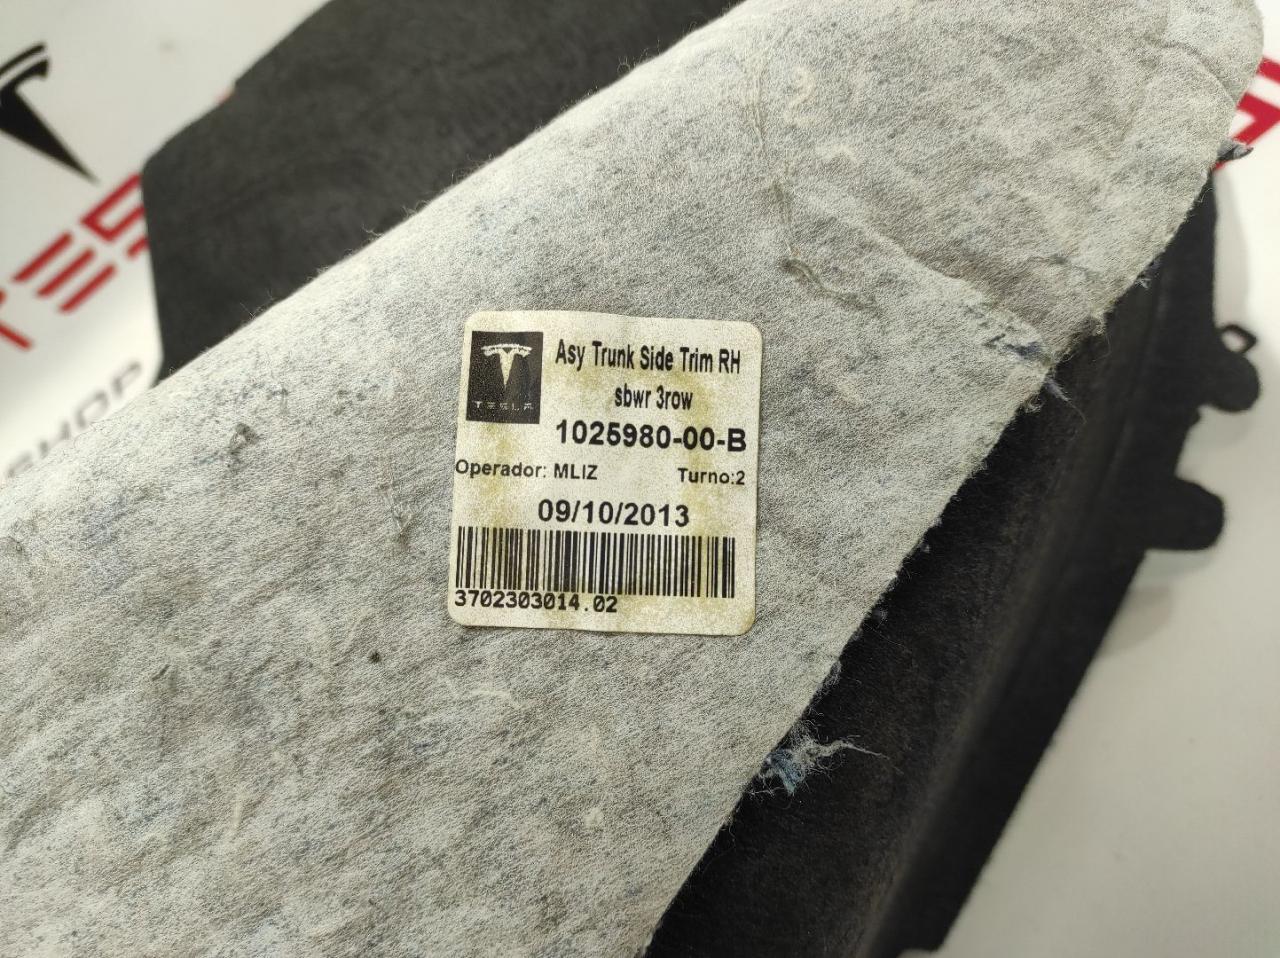 TESLA
Asy Trunk Side Trim RH
sbwr 3row
1025980-00-B
Operador: MLIZ Turno:2
09/10/2013
3702303014.02
SHOP